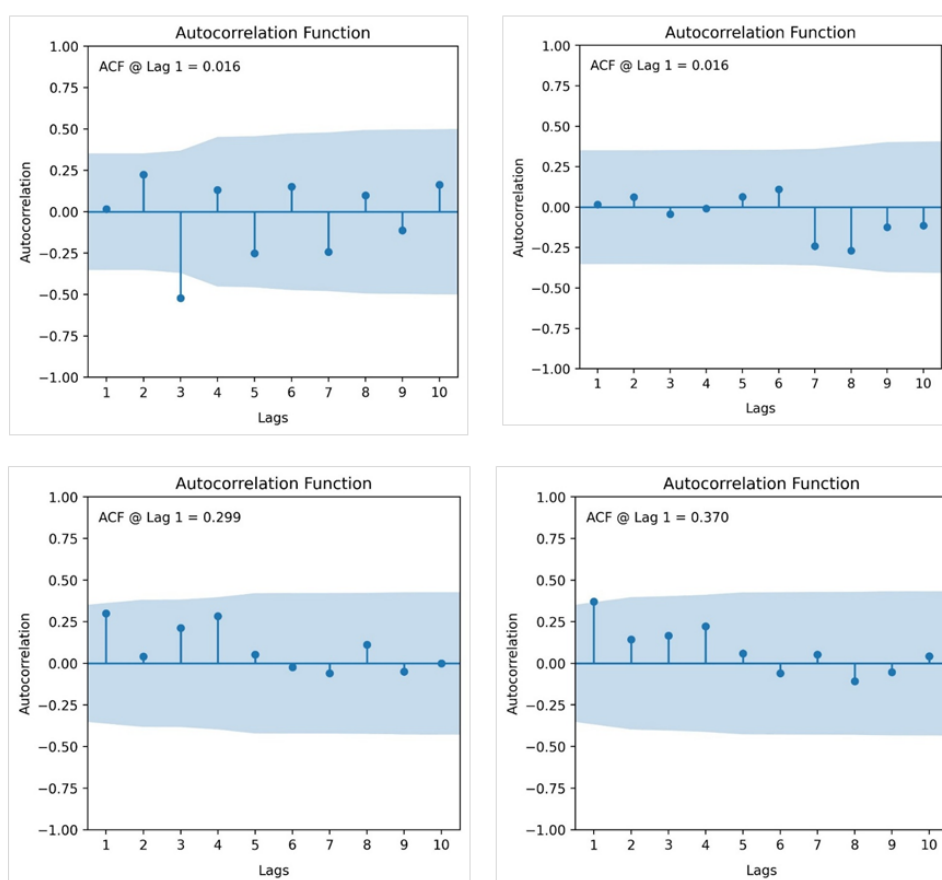 Autocorrelation Function
1.00
ACF @ Lag 1 = 0.016
0.75
0.50
0.25
0.00
−0.25
−0.50
−0.75
−1.00
Autocorrelation
1 2 3 4 5 6 7 8 9 10
Lags
Autocorrelation Function
1.00
ACF @ Lag 1 = 0.016
0.75
0.50
0.25
0.00
−0.25
−0.50
−0.75
−1.00
Autocorrelation
1 2 3 4 5 6 7 8 9 10
Lags
Autocorrelation Function
1.00
ACF @ Lag 1 = 0.299
0.75
0.50
0.25
0.00
−0.25
−0.50
−0.75
−1.00
Autocorrelation
1 2 3 4 5 6 7 8 9 10
Lags
Autocorrelation Function
1.00
ACF @ Lag 1 = 0.370
0.75
0.50
0.25
0.00
−0.25
−0.50
−0.75
−1.00
Autocorrelation
1 2 3 4 5 6 7 8 9 10
Lags